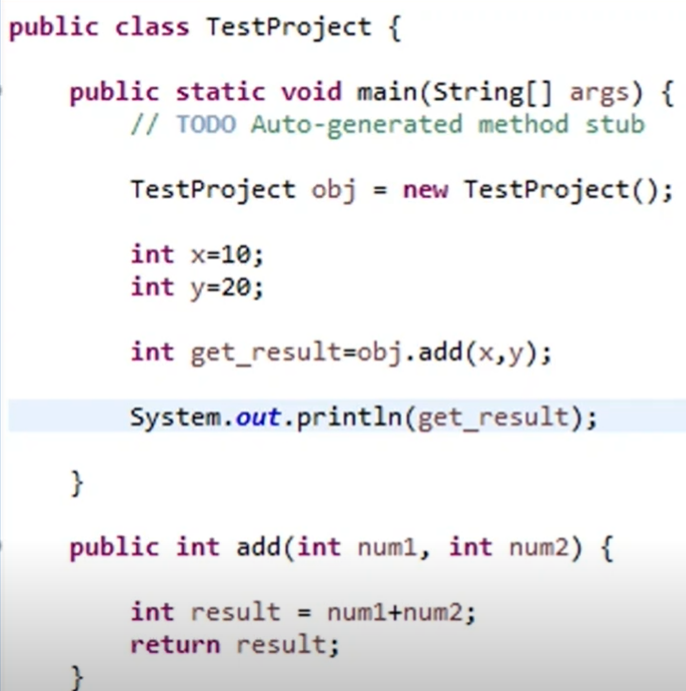 public class TestProject {
public static void main(String[] args) {
// TODO Auto-generated method stub
TestProject obj = new TestProject();
int x=10;
int y=20;
int get_result=obj.add(x,y);
System.out.println(get_result);
}
public int add(int num1, int num2) {
int result = num1+num2;
return result;
}